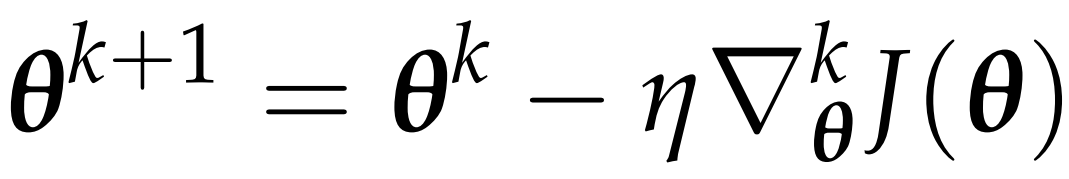 θ^{k+1} = θ^k − η∇_θ^k J(θ)